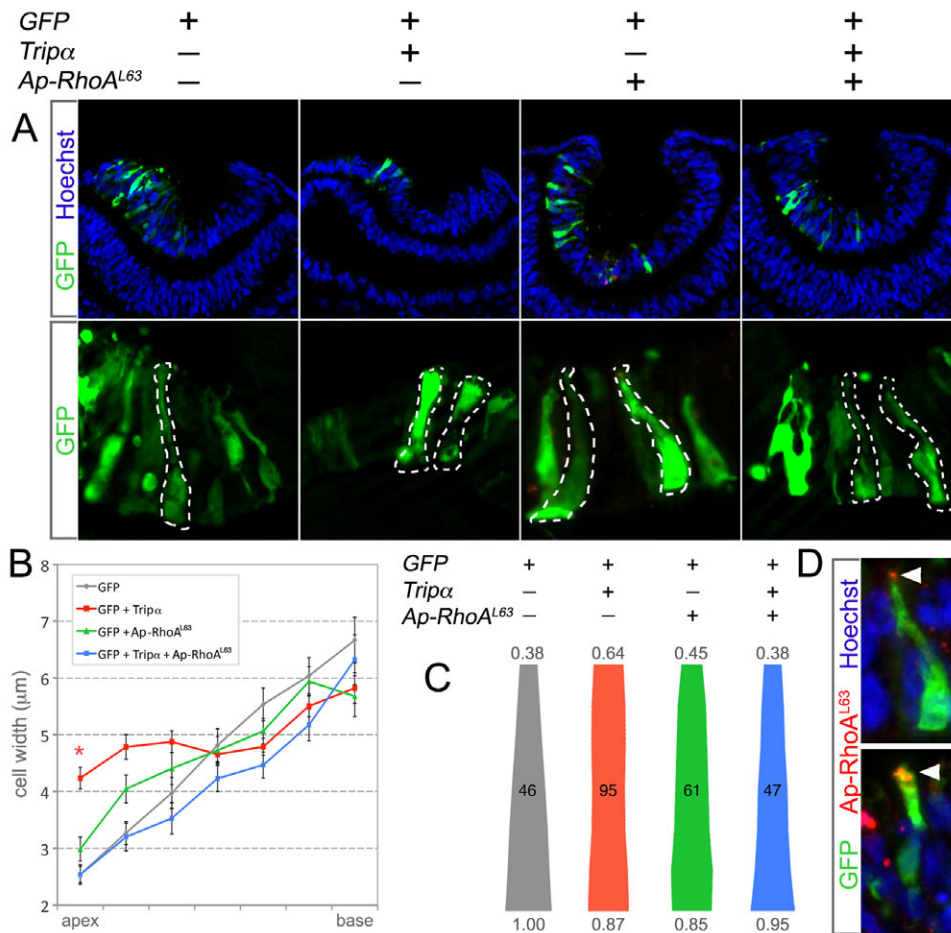 GFP + + + +
Tripα — + — +
Ap-RhoA^L63 — — + +
A
GFP Hoechst
GFP
B
8
7
6
5
4
3
2
cell width (µm)
GFP
GFP + Tripα
GFP +Ap-RhoA^L63
GFP + Tripα + Ap-RhoA^L63
*
apex base
GFP + + + +
Tripα — + — +
Ap-RhoA^L63 — — + +
C
0.38 0.64 0.45 0.38
46 95 61 47
1.00 0.87 0.85 0.95
D
GFP Ap-RhoA^L63 Hoechst